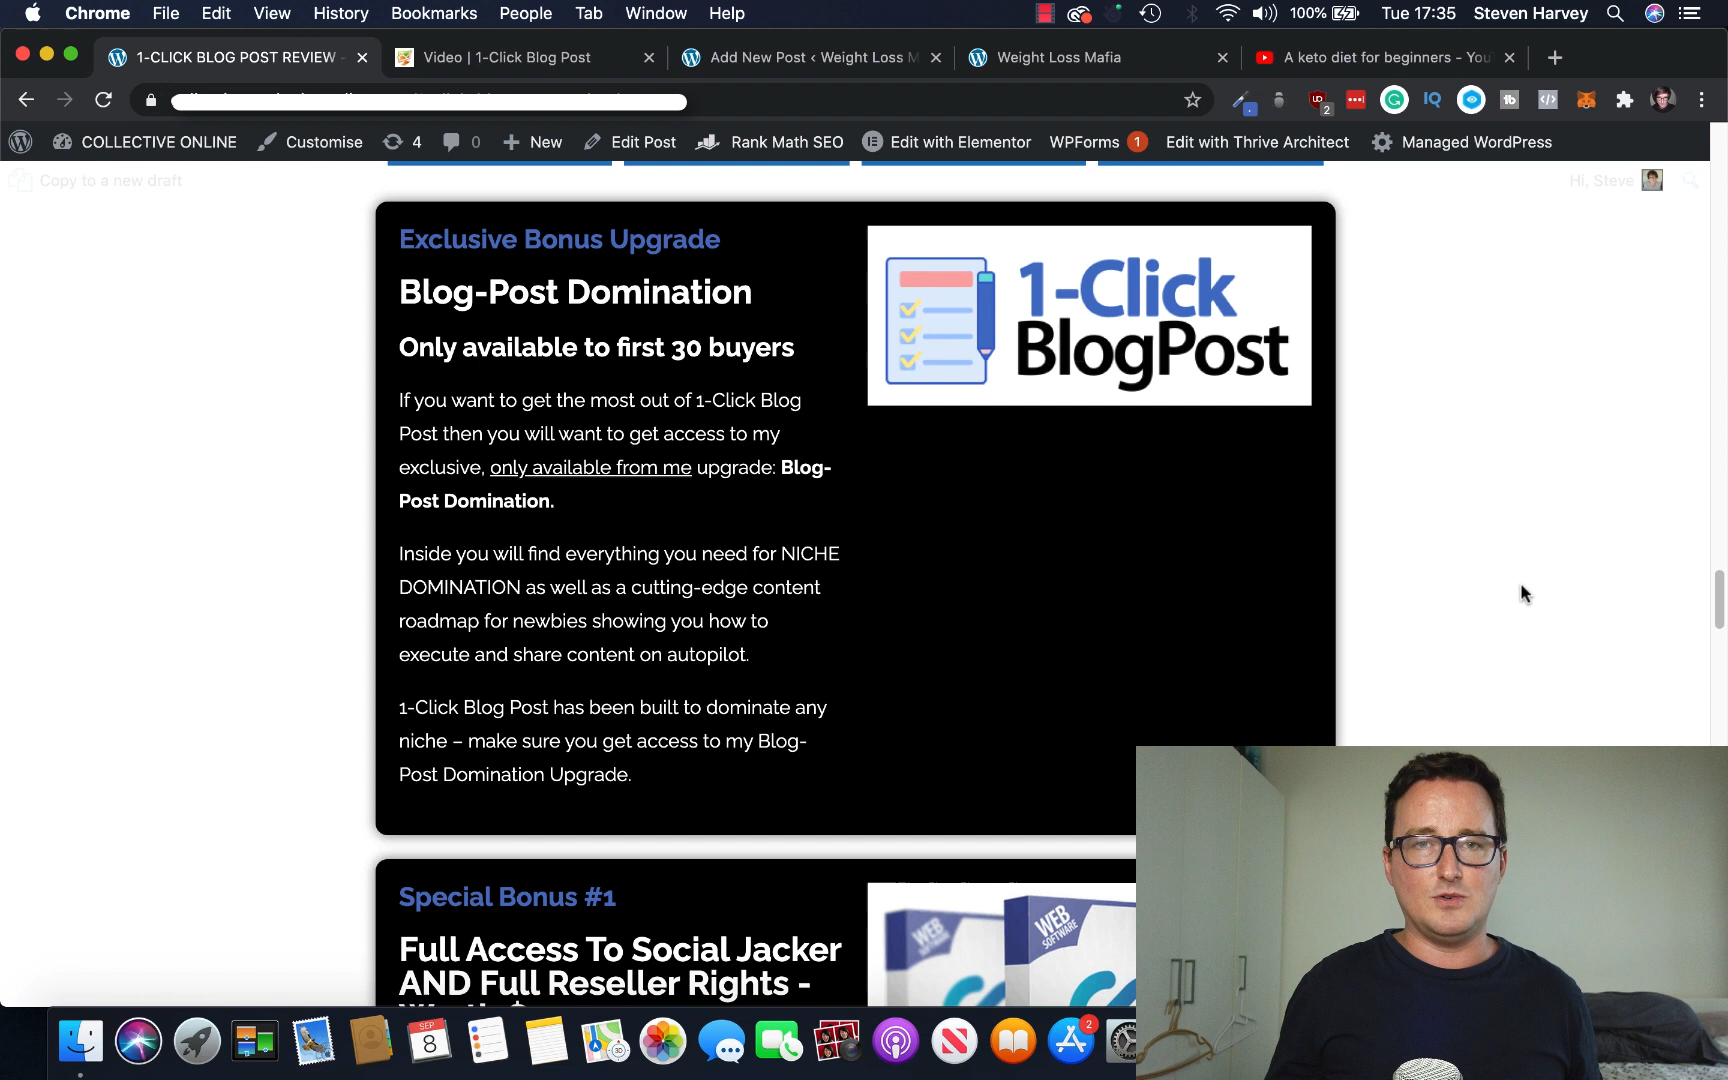 Chrome File Edit View History Bookmarks People Tab Window Help 100% Tue 17:35 Steven Harvey
1-CLICK BLOG POST REVIEW - Video | 1-Click Blog Post Add New Post ‹ Weight Loss M Weight Loss Mafia A keto diet for beginners - You
COLLECTIVE ONLINE Customise 4 0 New Edit Post Rank Math SEO Edit with Elementor WPForms 1 Edit with Thrive Architect Managed WordPress
Copy to a new draft Hi, Steve
Exclusive Bonus Upgrade
Blog-Post Domination
Only available to first 30 buyers
If you want to get the most out of 1-Click Blog
Post then you will want to get access to my
exclusive, only available from me upgrade: Blog-
Post Domination.
Inside you will find everything you need for NICHE
DOMINATION as well as a cutting-edge content
roadmap for newbies showing you how to
execute and share content on autopilot.
1-Click Blog Post has been built to dominate any
niche – make sure you get access to my Blog-
Post Domination Upgrade.
1-Click
BlogPost
Special Bonus #1
Full Access To Social Jacker
AND Full Reseller Rights -
WEB
SOFTWARE
WEB
SOFTWARE
SEP
8
3D
2